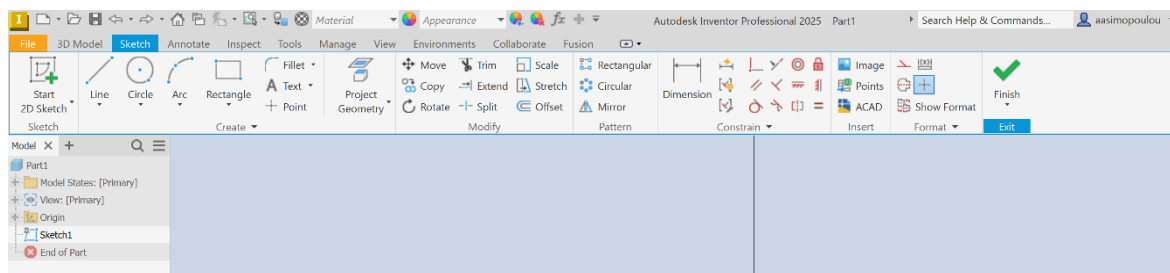 I Material Appearance fx Autodesk Inventor Professional 2025 Part1 Search Help & Commands... aasimopoulou
File 3D Model Sketch Annotate Inspect Tools Manage View Environments Collaborate Fusion
Fillet Move Trim Scale Rectangular Image
Start Line Circle Arc Rectangle A Text Project Copy Extend Stretch Circular Dimension Points Finish
2D Sketch Point Geometry Rotate Split Offset Mirror ACAD Show Format
Sketch Create Modify Pattern Constrain Insert Format Exit
Model
Part1
Model States: [Primary]
View: [Primary]
Origin
Sketch1
End of Part